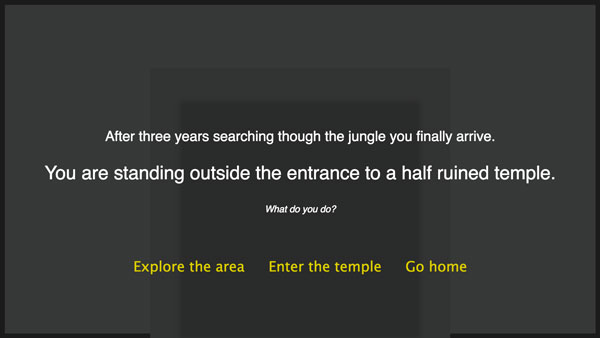 After three years searching though the jungle you finally arrive.
You are standing outside the entrance to a half ruined temple.
What do you do?
Explore the area Enter the temple Go home